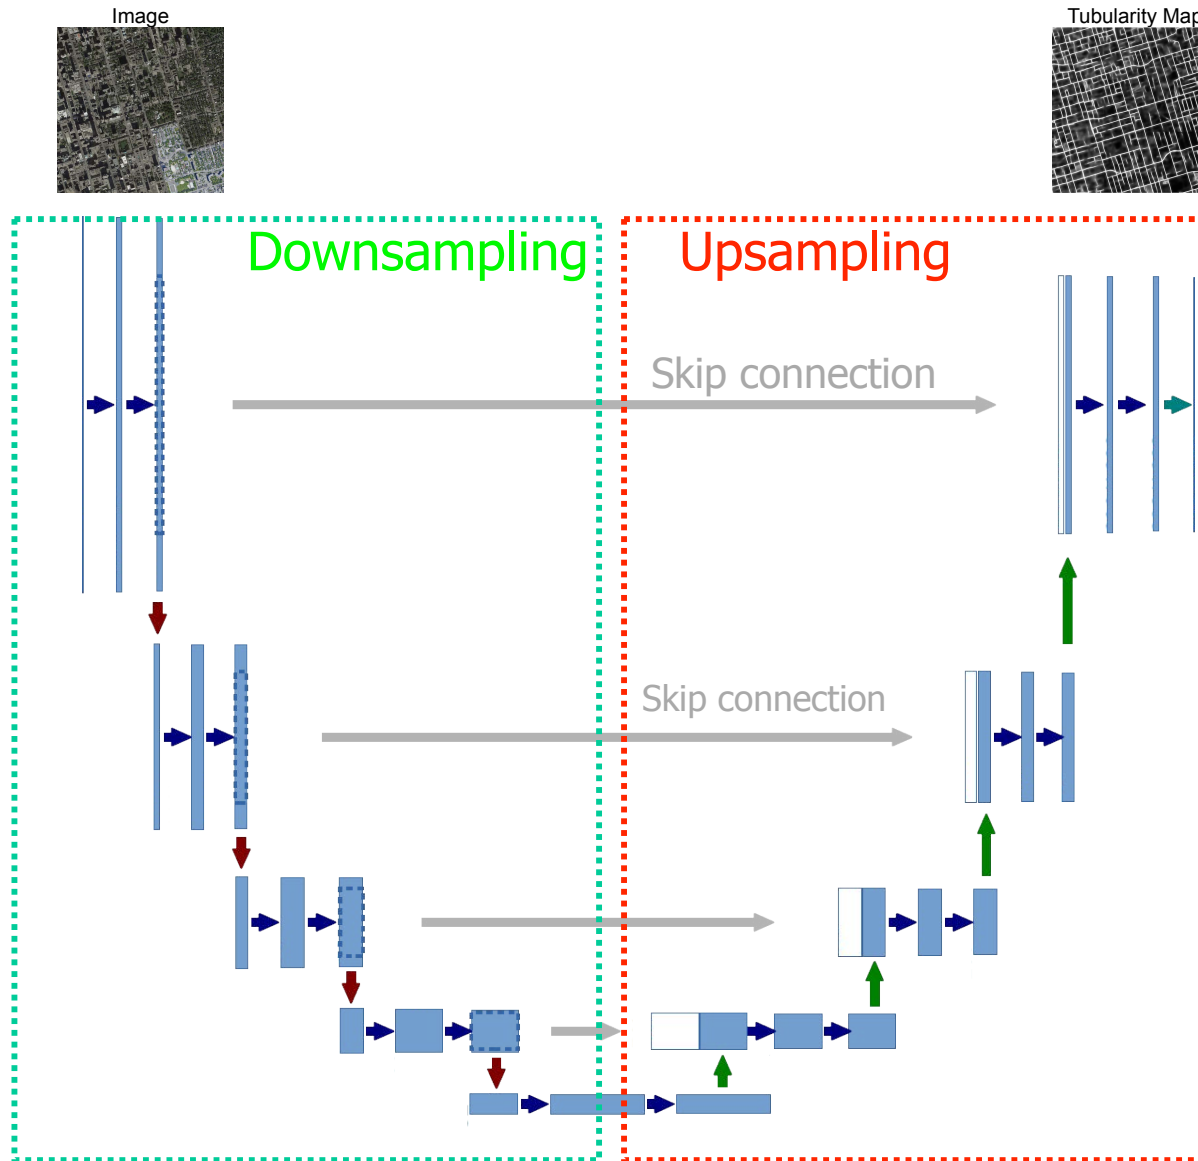 Image
Tubularity Map
Downsampling
Upsampling
Skip connection
Skip connection